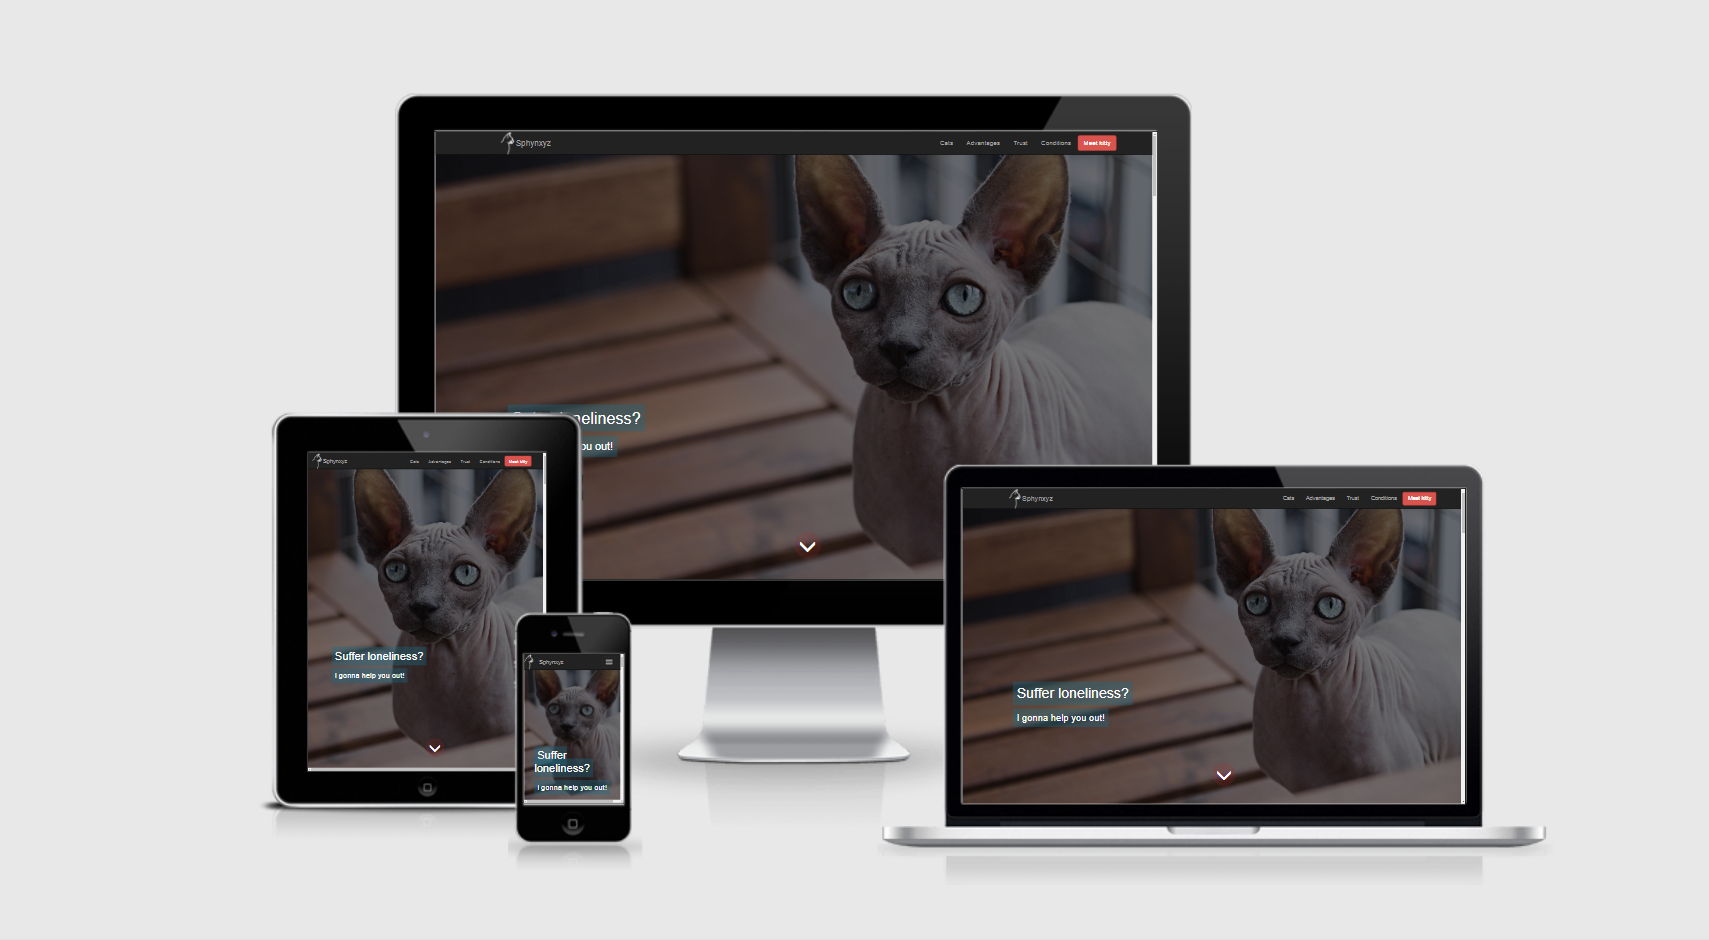 Sphynxyz
Cats Advantages Trust Conditions Meet kitty
neliness?
ou out!
Sphynxyz
Cats Advantages Trust Conditions Meet kitty
Suffer loneliness?
I gonna help you out!
Sphynxyz
Suffer
loneliness?
I gonna help you out!
Sphynxyz
Cats Advantages Trust Conditions Meet kitty
Suffer loneliness?
I gonna help you out!